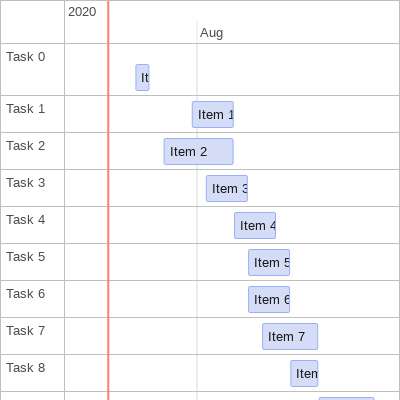 2020
Aug
Task 0
It
Task 1
Item 1
Task 2
Item 2
Task 3
Item 3
Task 4
Item 4
Task 5
Item 5
Task 6
Item 6
Task 7
Item 7
Task 8
Item